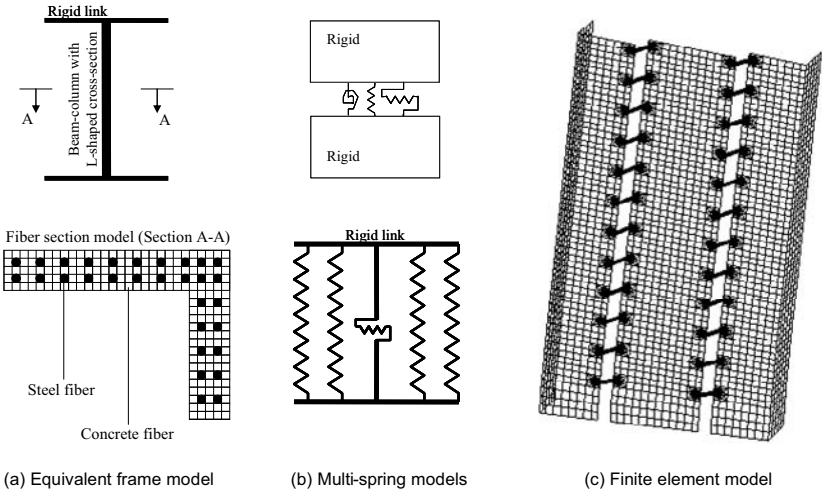 Rigid link
Beam-column with
L-shaped cross-section
A
A
Fiber section model (Section A-A)
Steel fiber
Concrete fiber
(a) Equivalent frame model
Rigid
Rigid
Rigid link
(b) Multi-spring models
(c) Finite element model